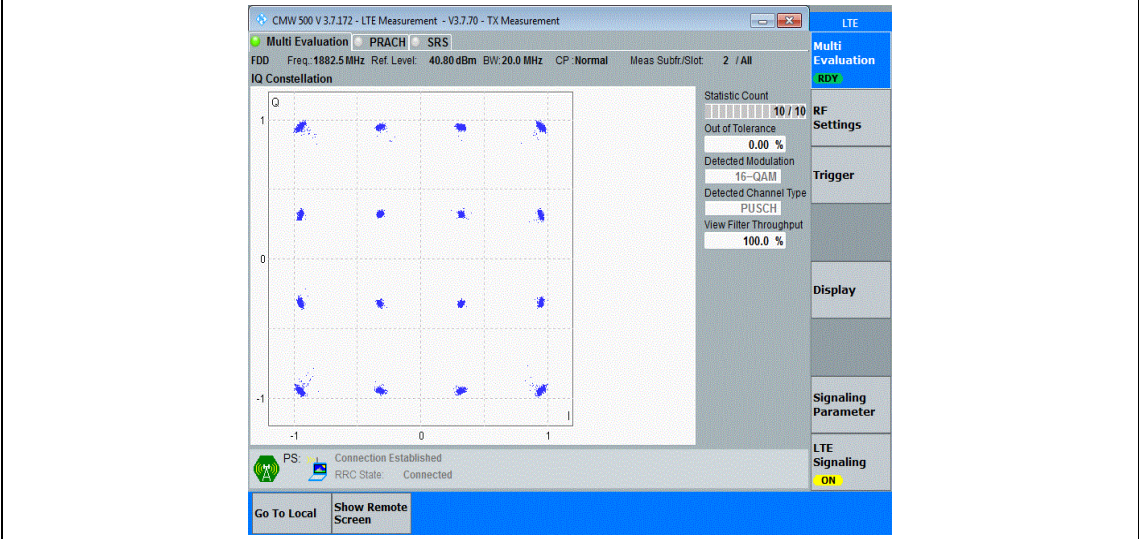 CMW 500 V 3.7.172 - LTE Measurement - V3.7.70 - TX Measurement
LTE
Multi Evaluation PRACH SRS
Multi
Evaluation
RDY
FDD Freq.:1882.5 MHz Ref. Level: 40.80 dBm BW:20.0 MHz CP :Normal Meas Subfr./Slot: 2 / All
IQ Constellation
Q
1
0
-1
I
-1 0 1
Statistic Count
10 / 10
Out of Tolerance
0.00 %
Detected Modulation
16-QAM
Detected Channel Type
PUSCH
View Filter Throughput
100.0 %
RF
Settings
Trigger
Display
Signaling
Parameter
LTE
Signaling
ON
PS: Connection Established
RRC State: Connected
Go To Local
Show Remote
Screen